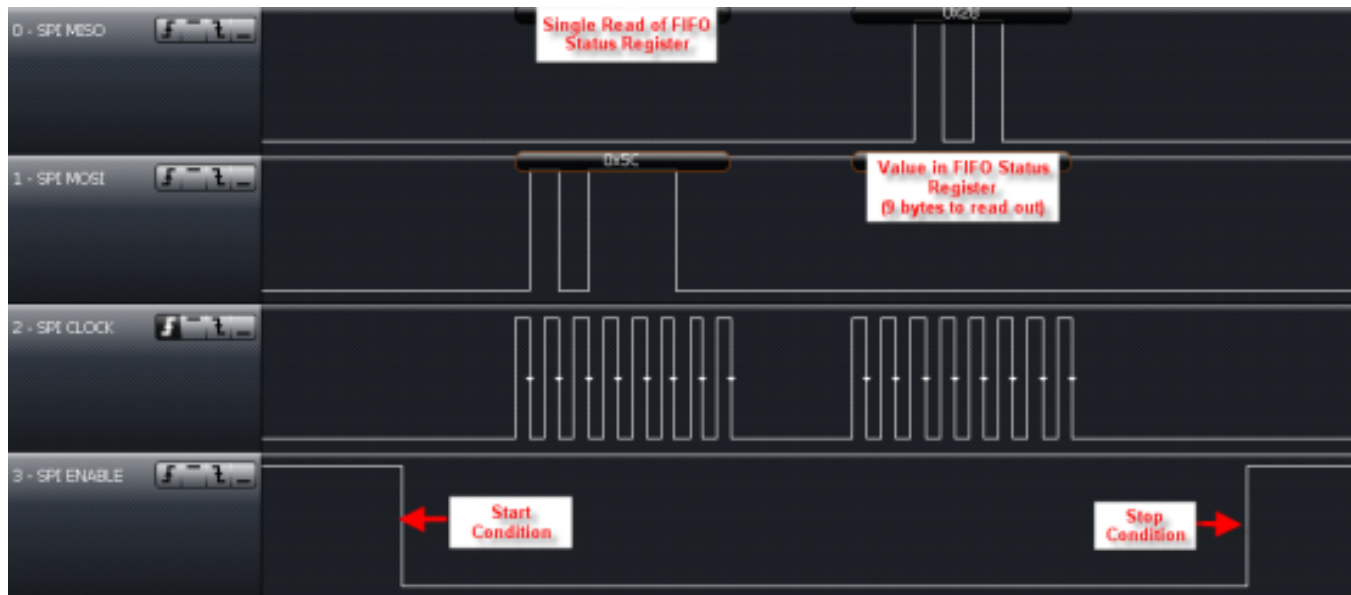 0 - SPI MISO
Single Read of FIFO
Status Register
0x28
1 - SPI MOSI
0x5C
Value in FIFO Status
Register
(9 bytes to read out)
2 - SPI CLOCK
3 - SPI ENABLE
Start
Condition
Stop
Condition